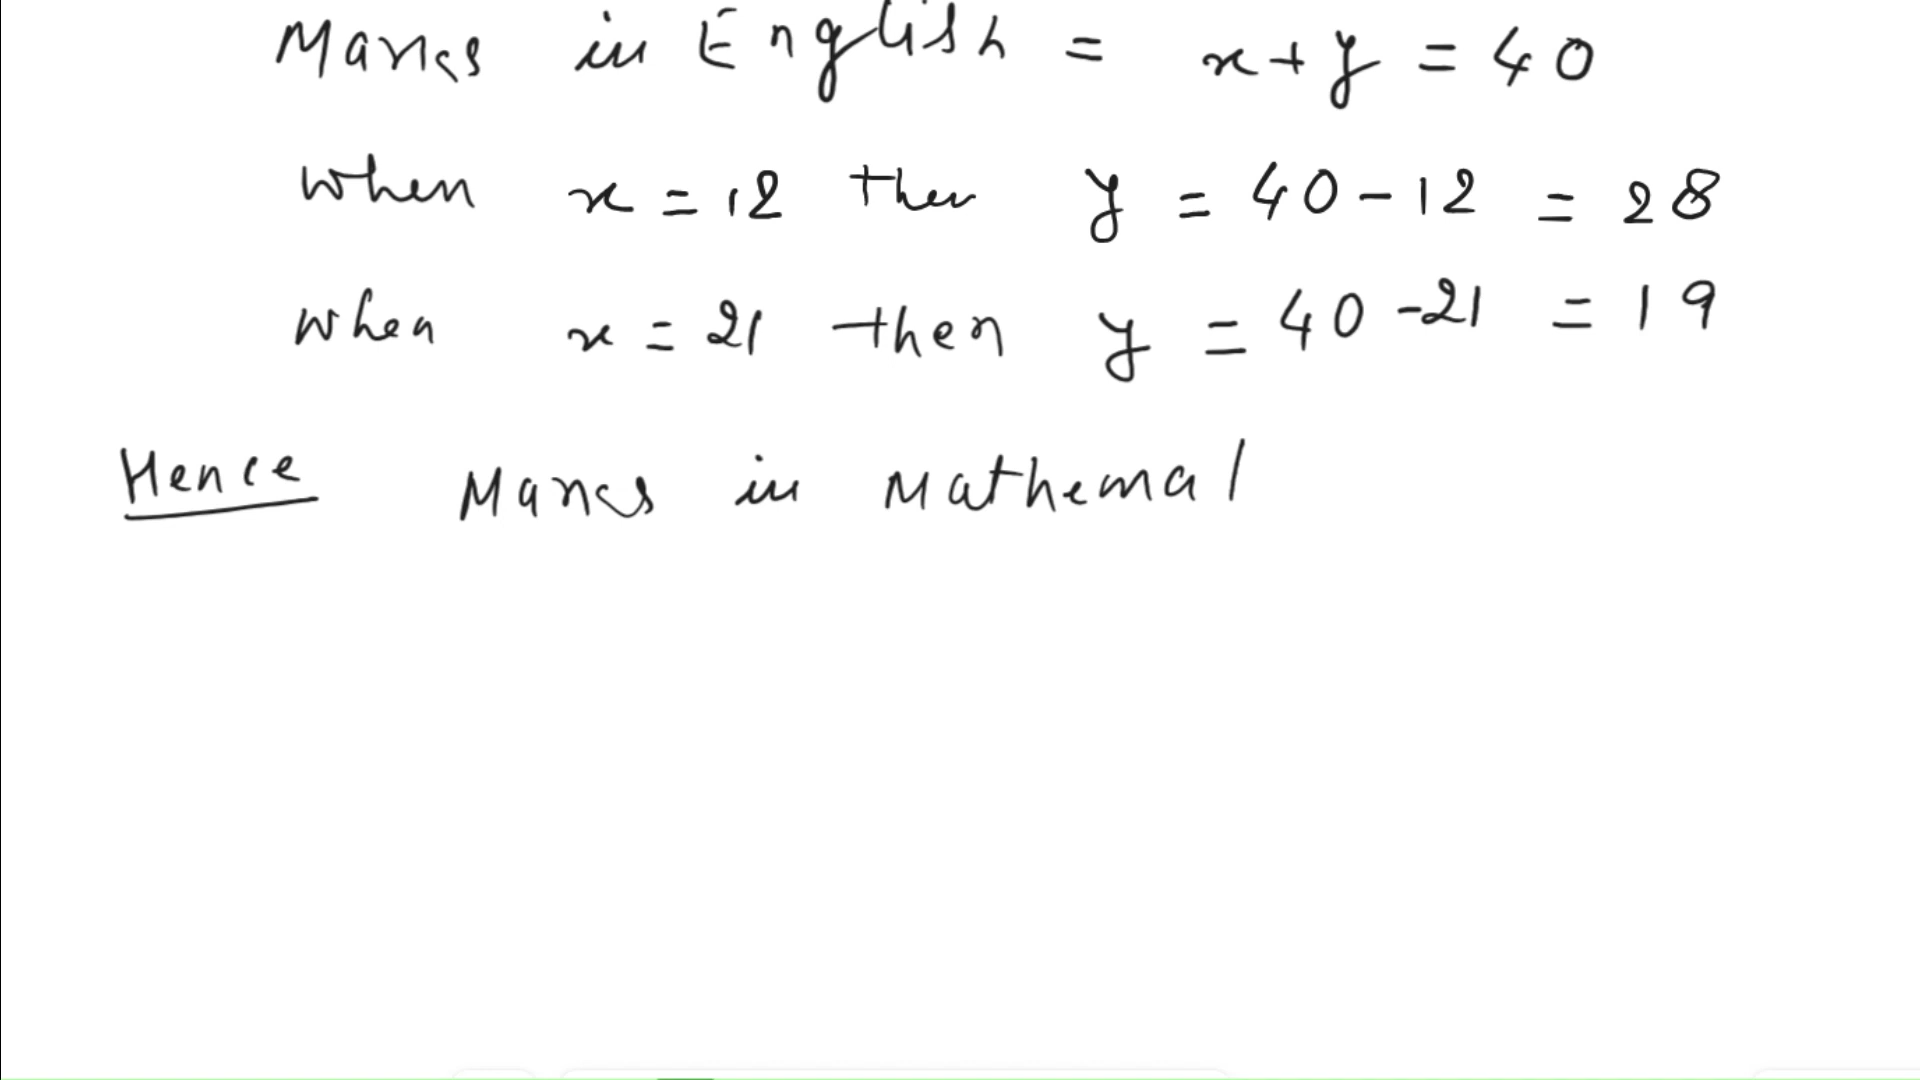 Marks in English = x + y = 40
when x = 12 then y = 40 - 12 = 28
when x = 21 then y = 40 - 21 = 19
Hence Marks in Mathemal